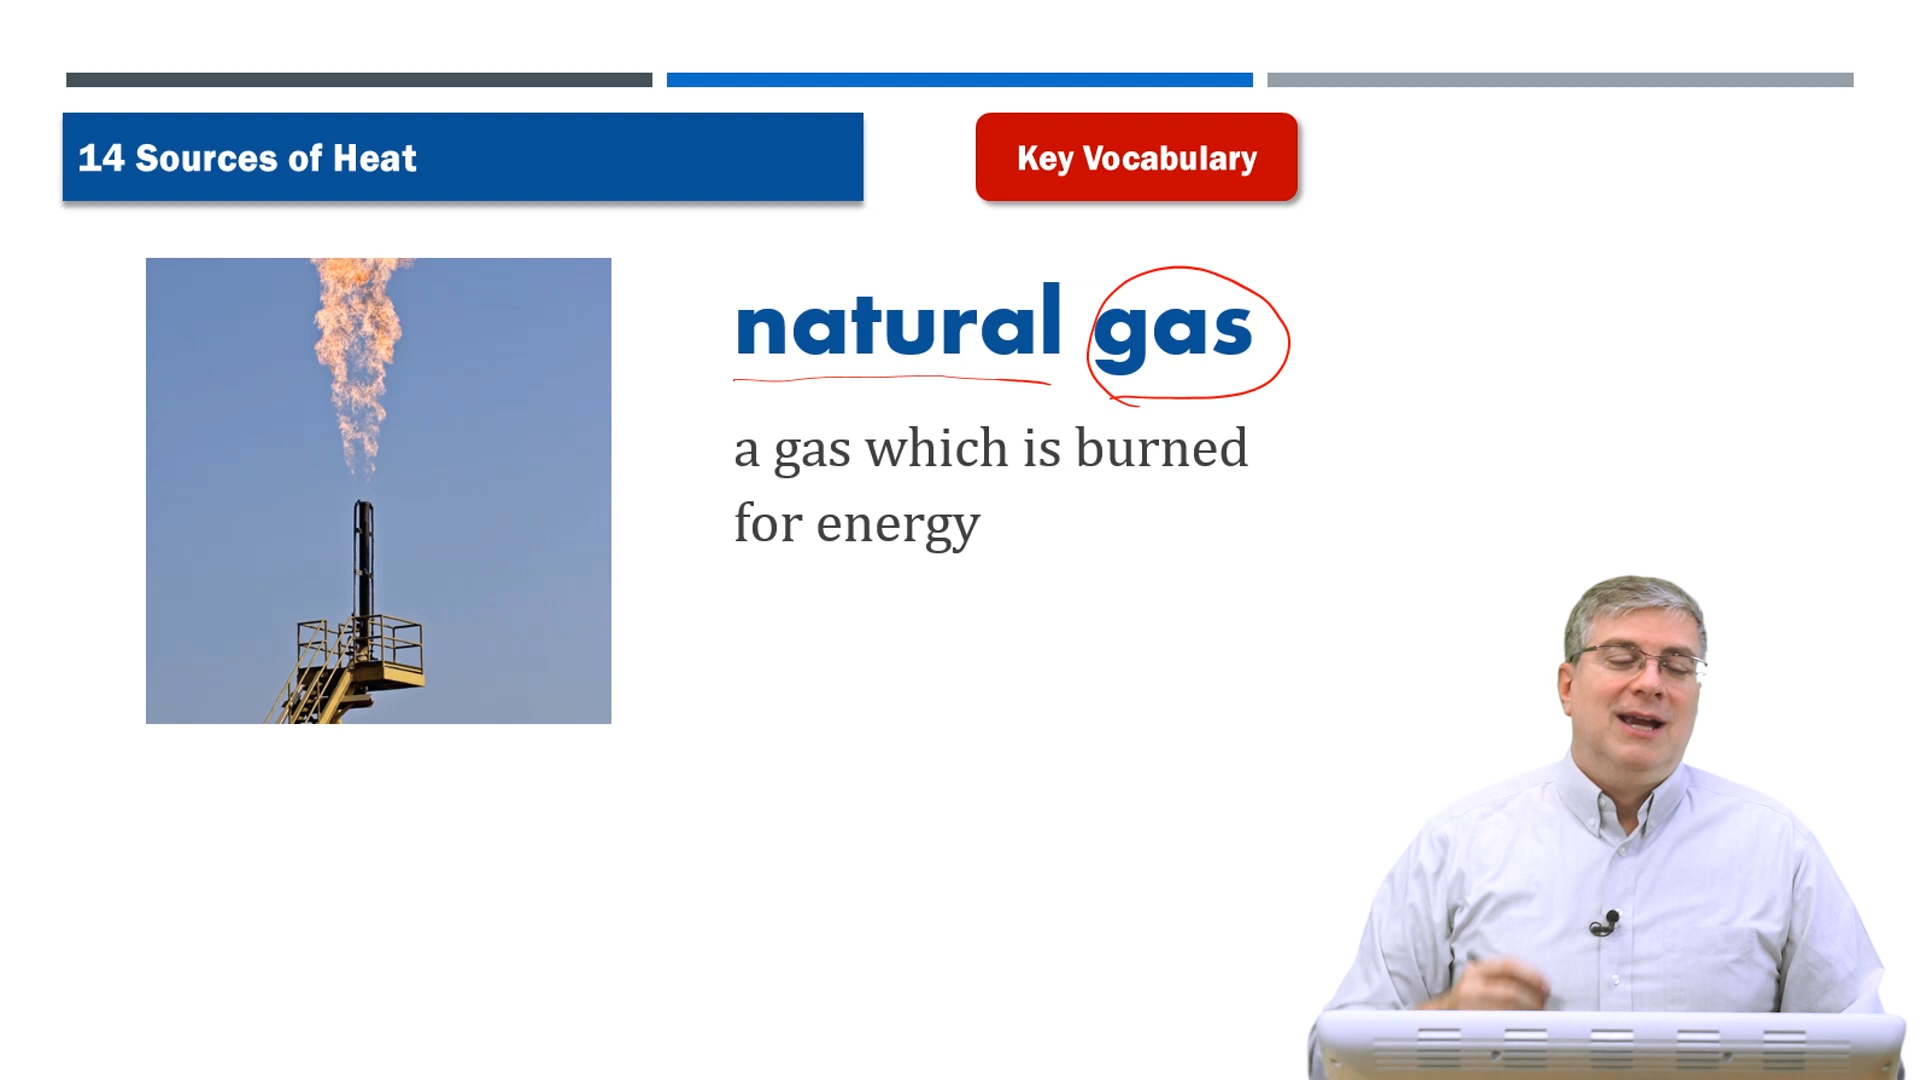 14 Sources of Heat
Key Vocabulary
natural gas
a gas which is burned
for energy